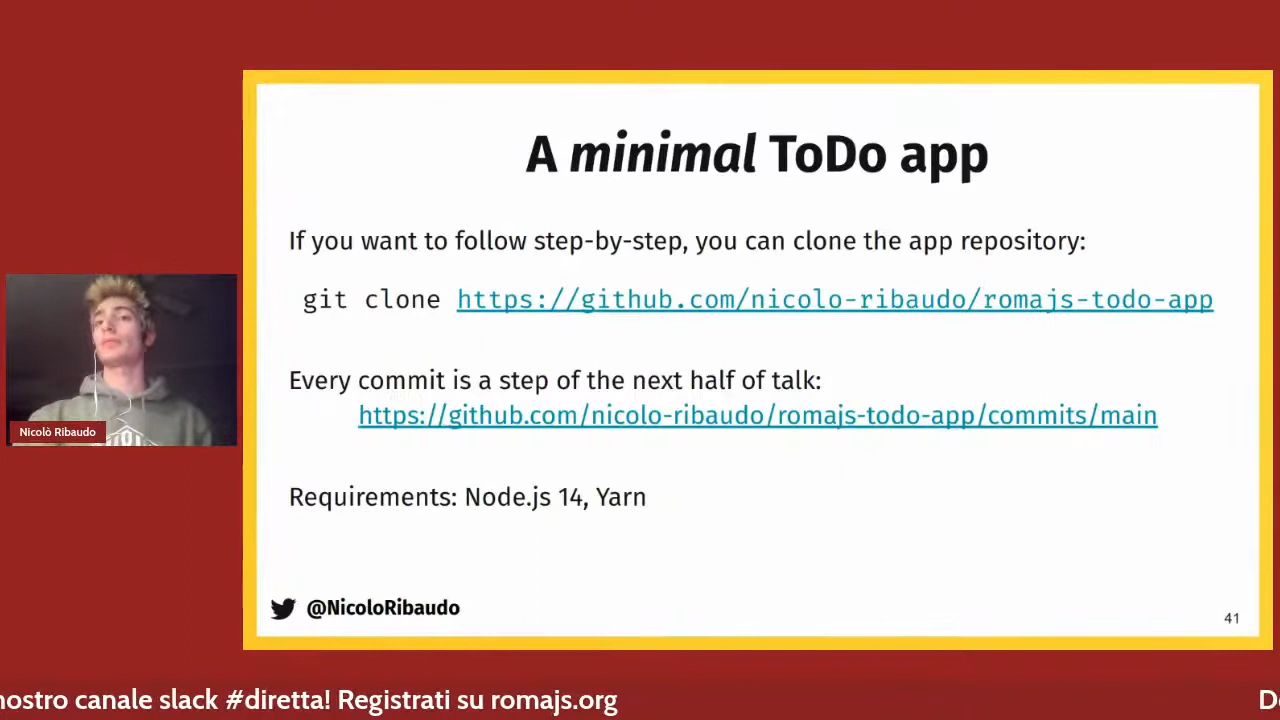 A minimal ToDo app
If you want to follow step-by-step, you can clone the app repository:
git clone https://github.com/nicolo-ribaudo/romajs-todo-app
Every commit is a step of the next half of talk:
https://github.com/nicolo-ribaudo/romajs-todo-app/commits/main
Requirements: Node.js 14, Yarn
@NicoloRibaudo
41
Nicolò Ribaudo
nostro canale slack #diretta! Registrati su romajs.org